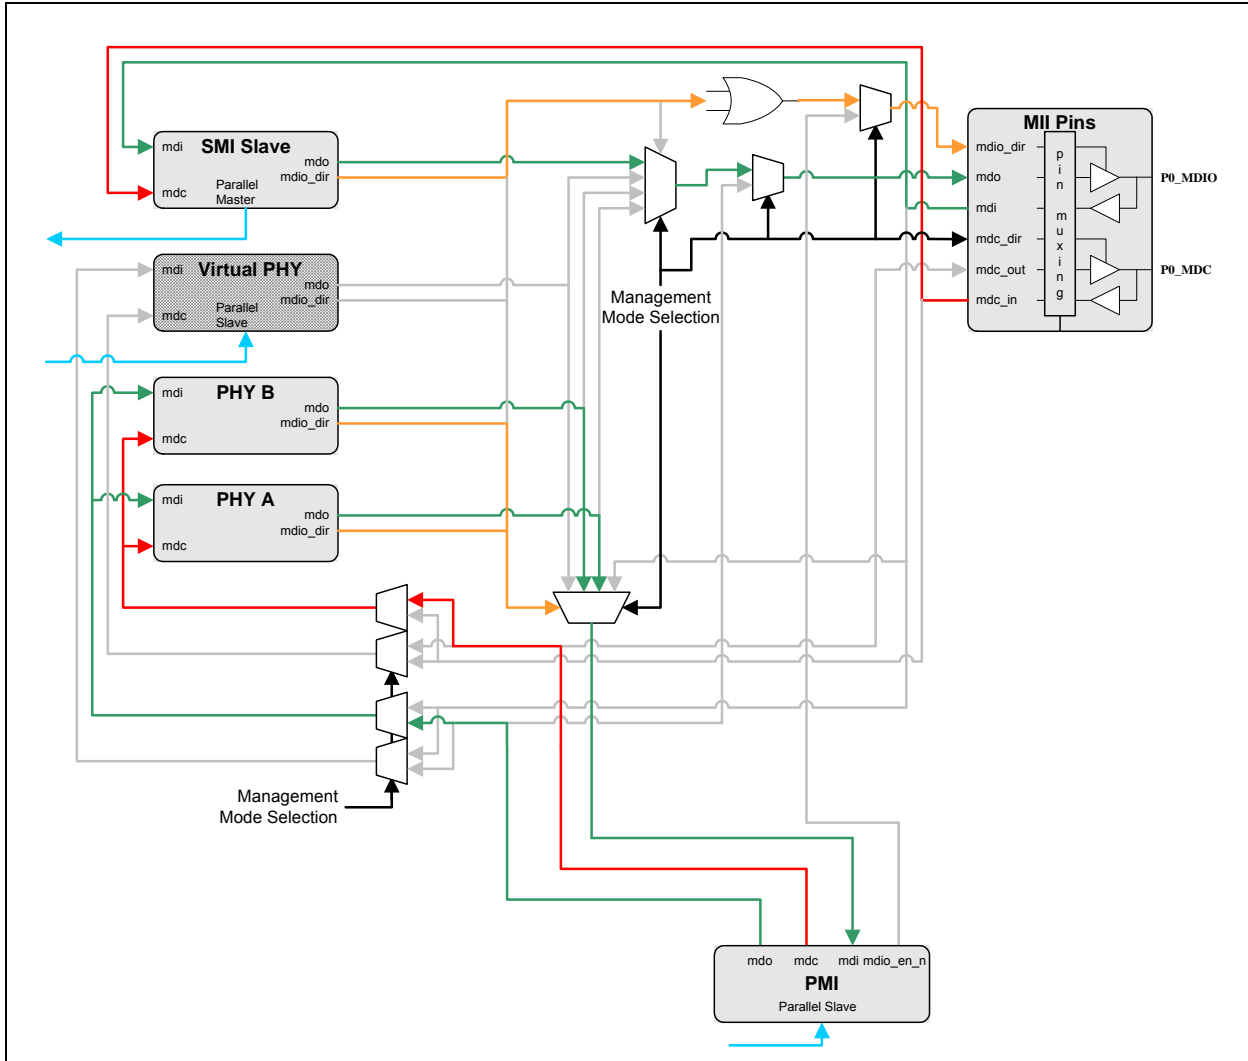 SMI Slave
mdi
mdo
mdio_dir
mdc
Parallel
Master
MII Pins
mdio_dir
mdo
mdi
mdc_dir
mdc_out
mdc_in
pin muxing
P0_MDIO
P0_MDC
Virtual PHY
mdi
mdo
mdio_dir
mdc
Parallel
Slave
Management
Mode Selection
PHY B
mdi
mdo
mdio_dir
mdc
PHY A
mdi
mdo
mdio_dir
mdc
Management
Mode Selection
mdo mdc mdi mdio_en_n
PMI
Parallel Slave